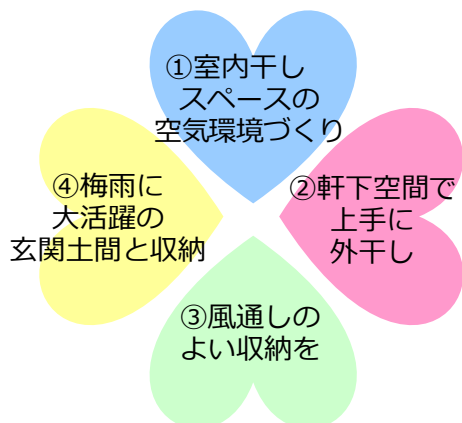 ①室内干し
スペースの
空気環境づくり
②軒下空間で
上手に
外干し
③風通しの
よい収納を
④梅雨に
大活躍の
玄関土間と収納